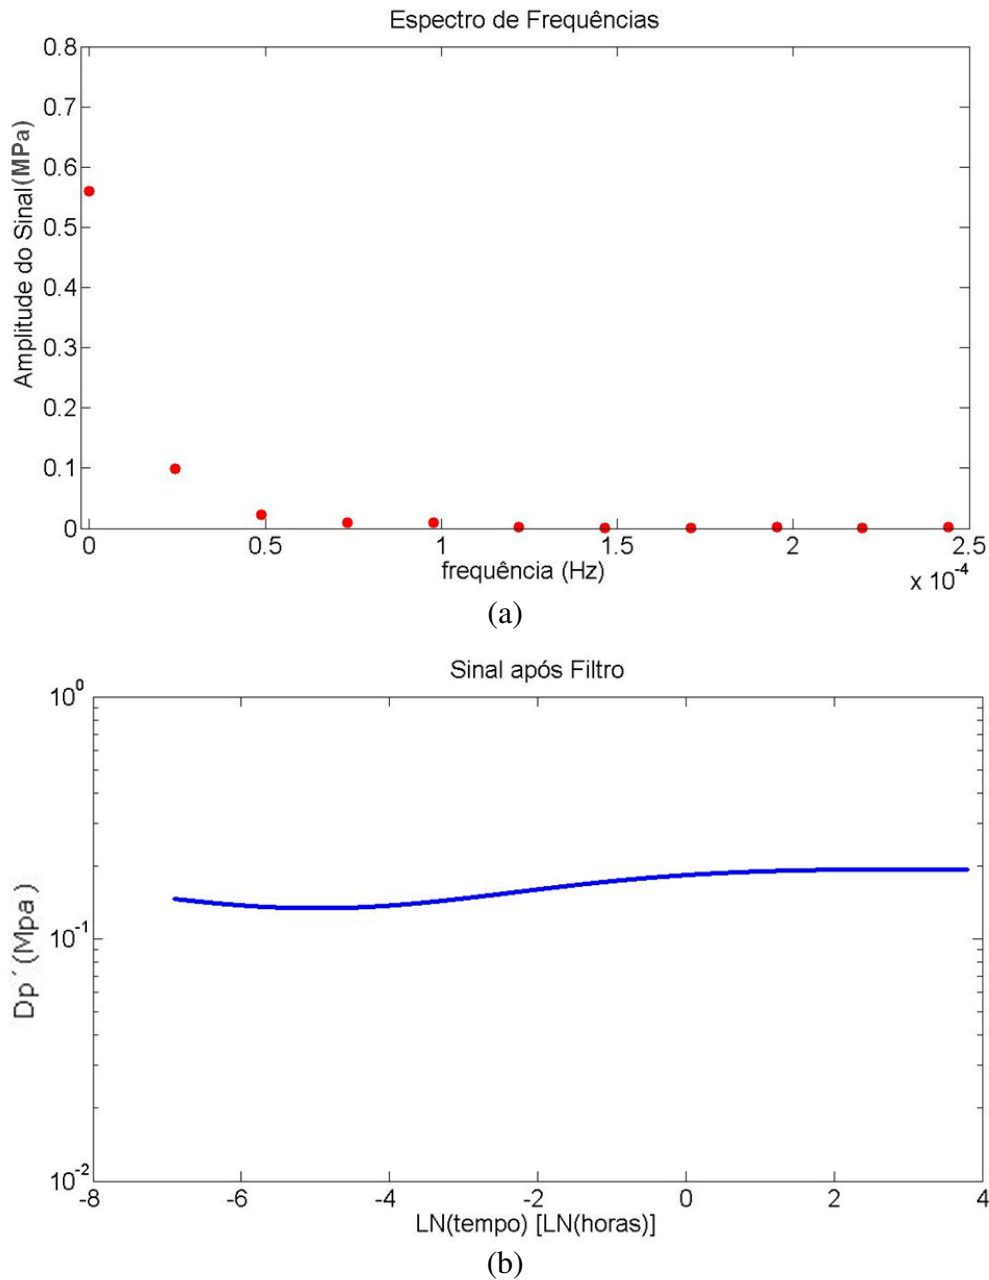 Espectro de Frequências
Amplitude do Sinal(MPa)
0.8
0.7
0.6
0.5
0.4
0.3
0.2
0.1
0
0 0.5 1 1.5 2 2.5
frequência (Hz)
x 10^-4
(a)
Sinal após Filtro
Dp´(Mpa)
10^0
10^-1
10^-2
-8 -6 -4 -2 0 2 4
LN(tempo) [LN(horas)]
(b)